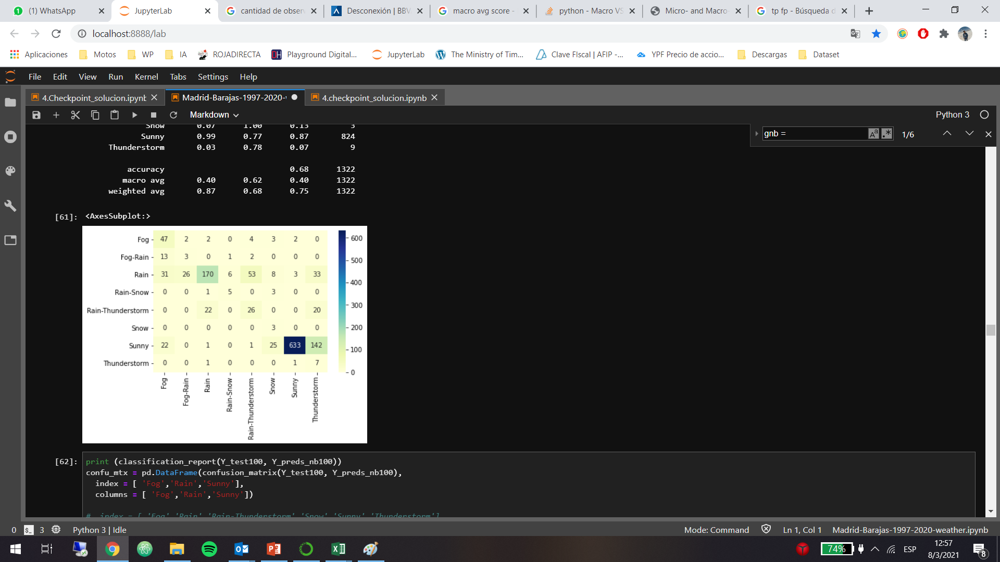 (1) WhatsApp
JupyterLab
cantidad de obser
Desconexión | BBV
macro avg score -
python - Macro VS
Micro- and Macro-
tp fp - Búsqueda d
localhost:8888/lab
Aplicaciones
Motos
WP
IA
ROJADIRECTA
Playground Digital...
JupyterLab
The Ministry of Tim...
Clave FIscal | AFIP -...
YPF Precio de accio...
Descargas
Dataset
File Edit View Run Kernel Tabs Settings Help
4.Checkpoint_solucion.ipynb
Madrid-Barajas-1997-2020-
4.checkpoint_solucion.ipynb
Markdown
Python 3
gnb =
1/6
Snow 0.07 1.00 0.13 3
Sunny 0.99 0.77 0.87 824
Thunderstorm 0.03 0.78 0.07 9
accuracy 0.68 1322
macro avg 0.40 0.62 0.40 1322
weighted avg 0.87 0.68 0.75 1322
[61]: <AxesSubplot:>
Fog 47 2 2 0 4 3 2 0
Fog-Rain 13 3 0 1 2 0 0 0
Rain 31 26 170 6 53 8 3 33
Rain-Snow 0 0 1 5 0 3 0 0
Rain-Thunderstorm 0 0 22 0 26 0 0 20
Snow 0 0 0 0 0 3 0 0
Sunny 22 0 1 0 1 25 633 142
Thunderstorm 0 0 1 0 0 0 1 7
Fog
Fog-Rain
Rain
Rain-Snow
Rain-Thunderstorm
Snow
Sunny
Thunderstorm
600
500
400
300
200
100
0
[62]: print (classification_report(Y_test100, Y_preds_nb100))
confu_mtx = pd.DataFrame(confusion_matrix(Y_test100, Y_preds_nb100),
index = [ 'Fog','Rain','Sunny'],
columns = [ 'Fog','Rain','Sunny'])
# index = [ 'Fog' 'Rain' 'Rain-Thunderstorm' 'Snow' 'Sunny' 'Thunderstorm']
0 3 Python 3 | Idle
Mode: Command
Ln 1, Col 1
Madrid-Barajas-1997-2020-weather.ipynb
74%
ESP
12:57
8/3/2021
8